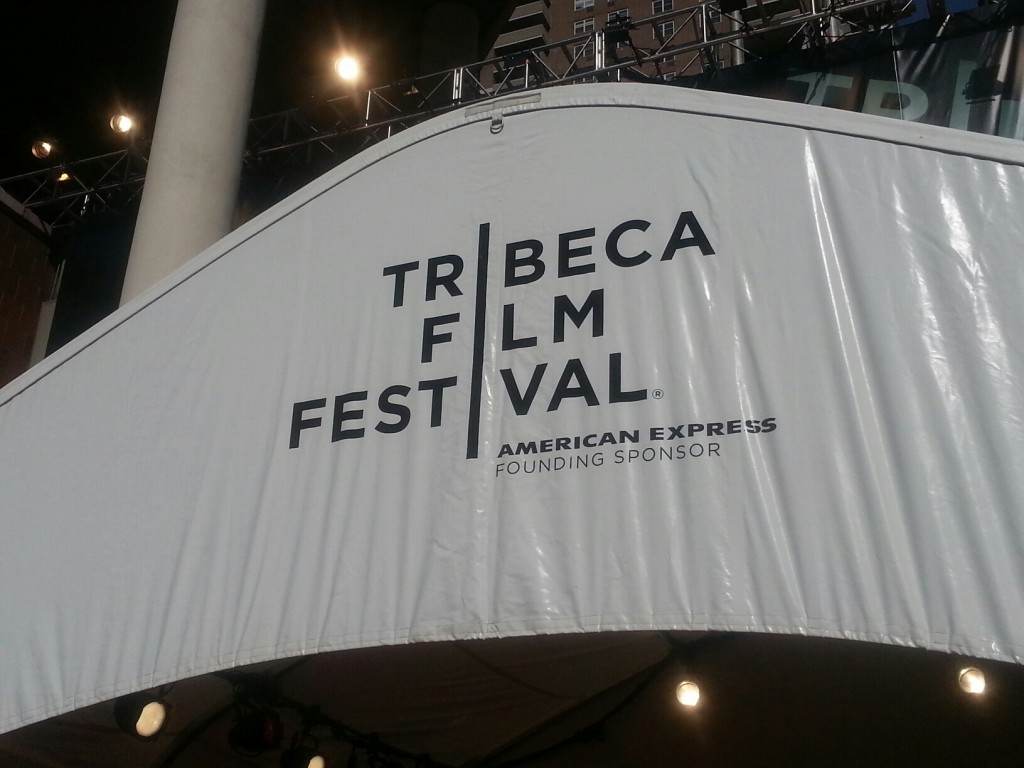 TRIBECA
FILM
FESTIVAL®
AMERICAN EXPRESS
FOUNDING SPONSOR